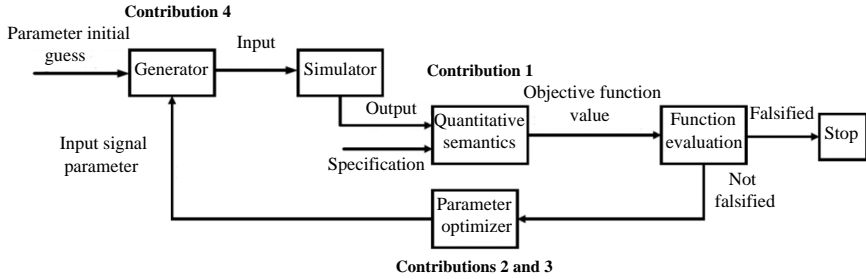 Contribution 4
Parameter initial
guess
Generator
Input
Simulator
Contribution 1
Output
Quantitative
semantics
Specification
Objective function
value
Function
evaluation
Falsified
Stop
Not
falsified
Input signal
parameter
Parameter
optimizer
Contributions 2 and 3